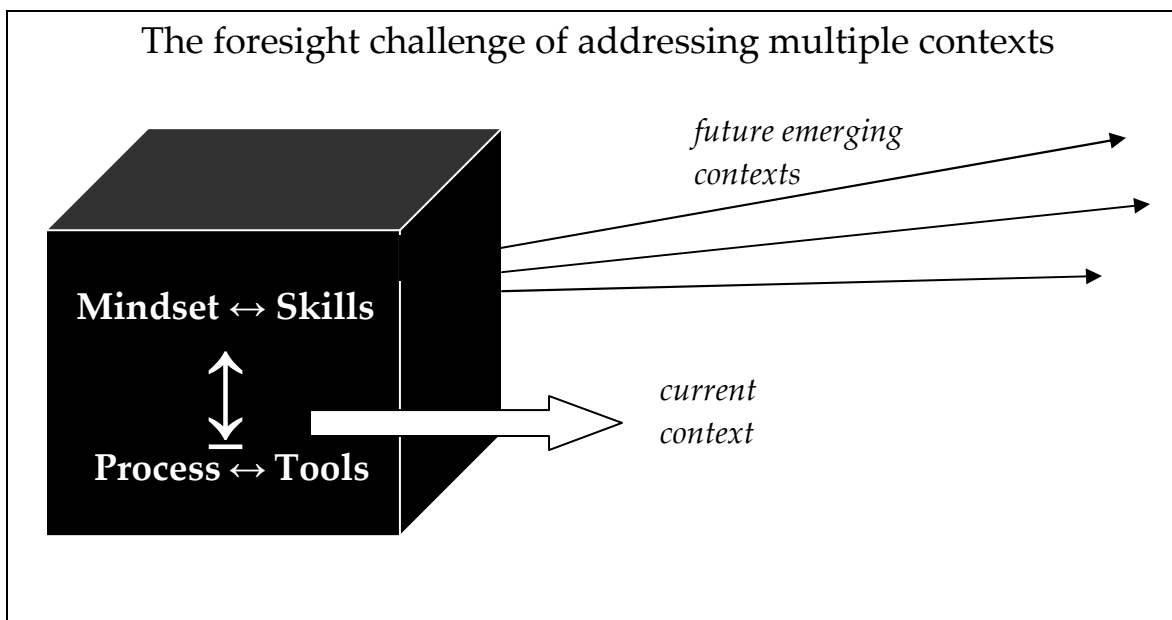 The foresight challenge of addressing multiple contexts
future emerging
contexts
Mindset ↔ Skills
current
context
Process ↔ Tools